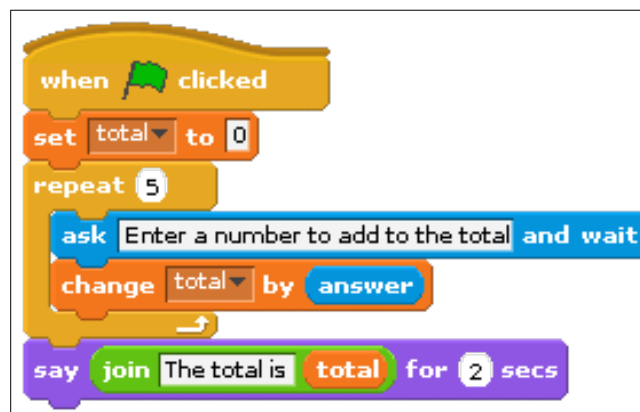 when clicked
set total to 0
repeat 5
ask Enter a number to add to the total and wait
change total by answer
say join The total is total for 2 secs